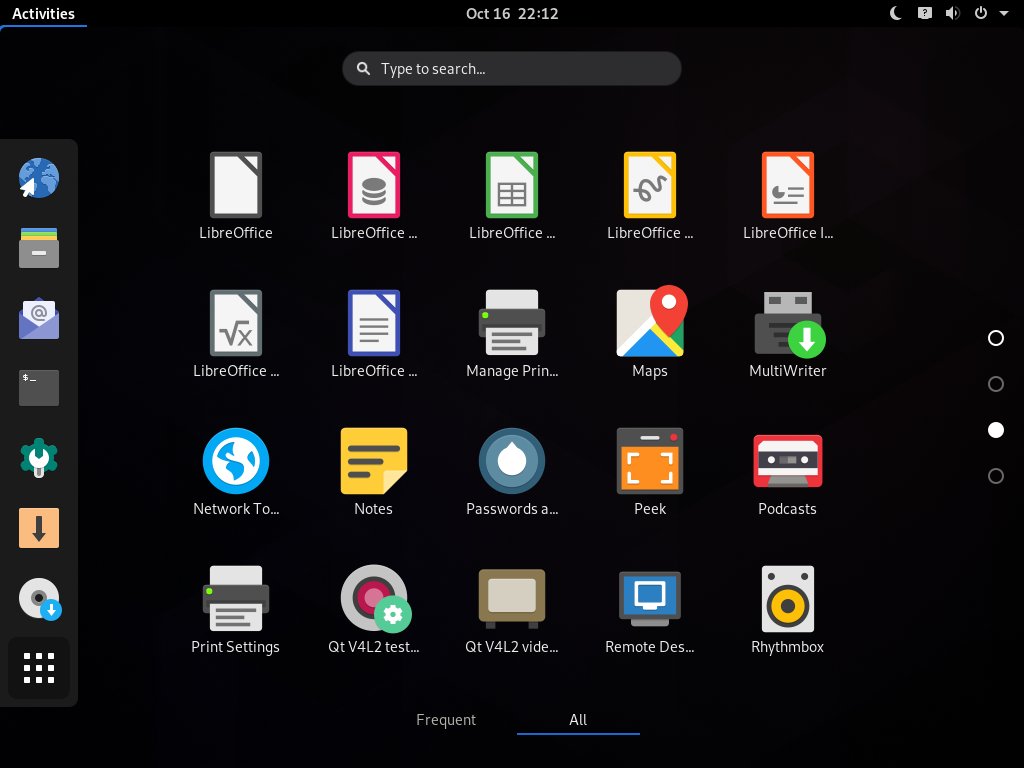 Activities
Oct 16 22:12
?
Type to search...
LibreOffice
LibreOffice ...
LibreOffice ...
LibreOffice ...
LibreOffice I...
@
√x
LibreOffice ...
LibreOffice ...
Manage Prin...
Maps
MultiWriter
$_
Network To...
Notes
Passwords a...
Peek
Podcasts
Print Settings
Qt V4L2 test...
Qt V4L2 vide...
Remote Des...
Rhythmbox
Frequent
All